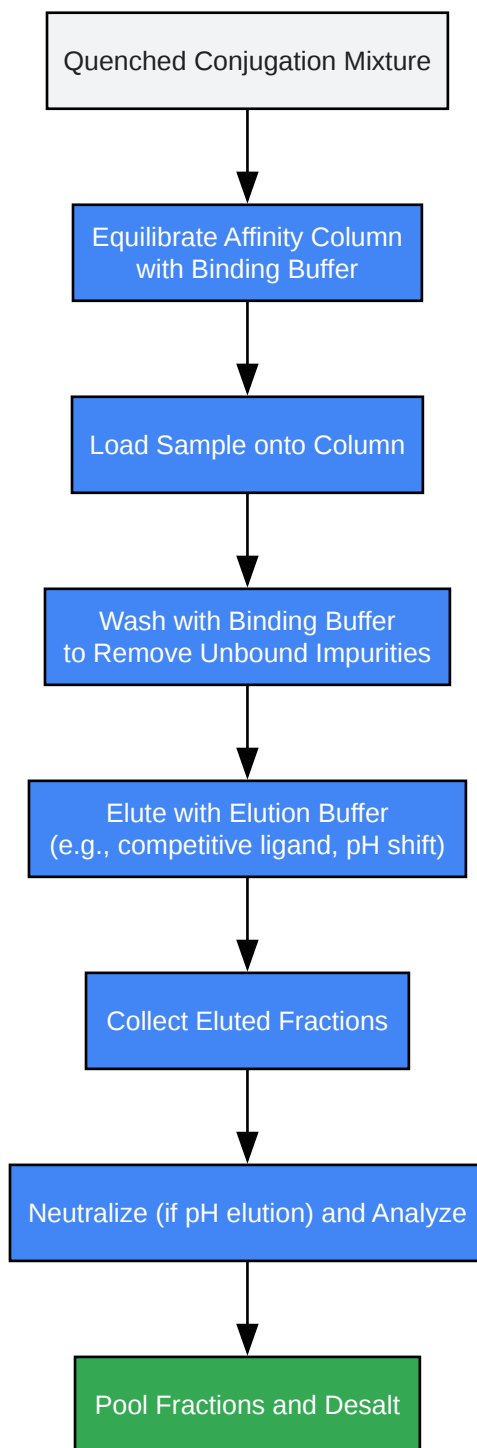 Quenched Conjugation Mixture
Equilibrate Affinity Column
with Binding Buffer
Load Sample onto Column
Wash with Binding Buffer
to Remove Unbound Impurities
Elute with Elution Buffer
(e.g., competitive ligand, pH shift)
Collect Eluted Fractions
Neutralize (if pH elution) and Analyze
Pool Fractions and Desalt